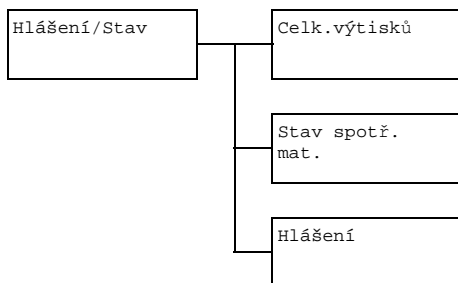 Hlášení/Stav
Celk.výtisků
Stav spotř.
mat.
Hlášení